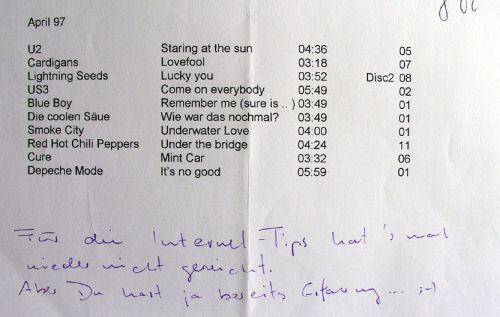 April 97
U2 Staring at the sun 04:36 05
Cardigans Lovefool 03:18 07
Lightning Seeds Lucky you 03:52 Disc2 08
US3 Come on everybody 05:49 02
Blue Boy Remember me (sure is .. ) 03:49 01
Die coolen Säue Wie war das nochmal? 03:49 01
Smoke City Underwater Love 04:00 01
Red Hot Chili Peppers Under the bridge 04:24 11
Cure Mint Car 03:32 06
Depeche Mode It's no good 05:59 01
Für die Internet-Tips hat's mal
wieder nicht gereicht.
Aber Du hast ja bereits Erfahrung... ;-)